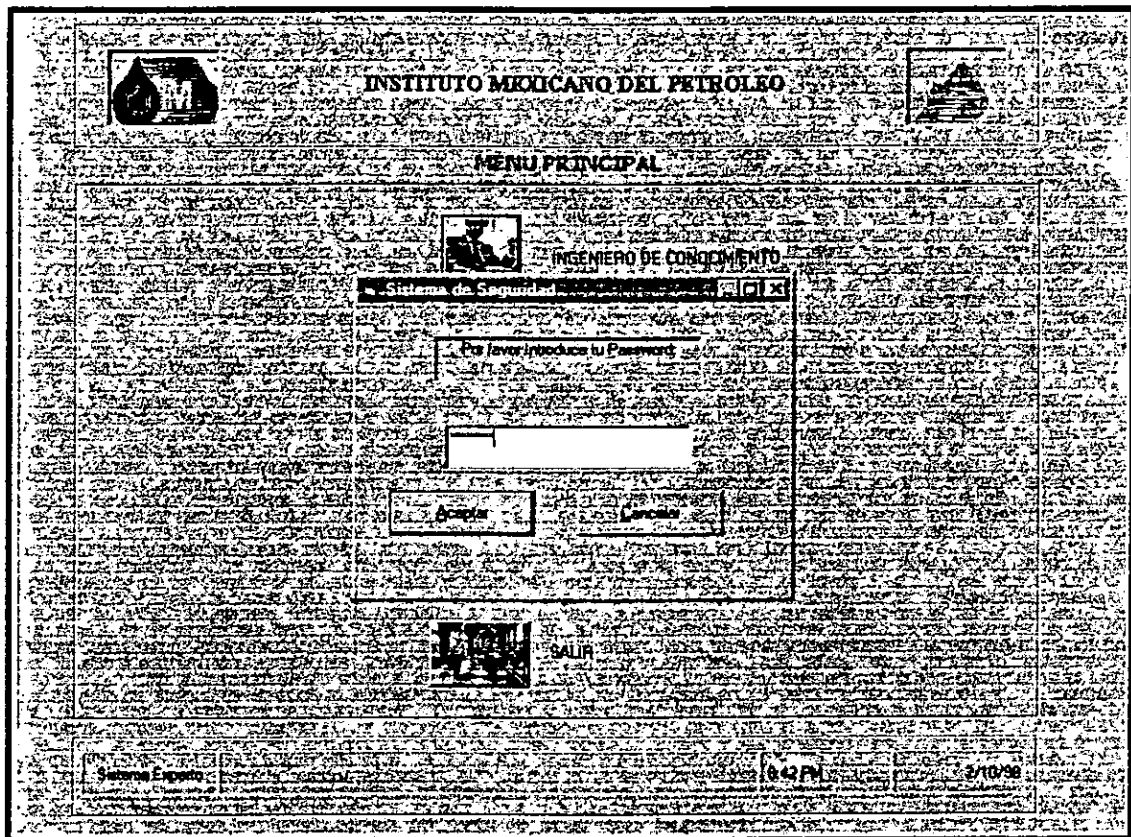 INSTITUTO MEXICANO DEL PETROLEO
MENU PRINCIPAL
INGENIERO DE CONOCIMIENTO
Sistema de Seguridad
Por favor introduce tu Password
Aceptar Cancelar
SALIR
Sistema Experto 8:42 PM 2/10/98